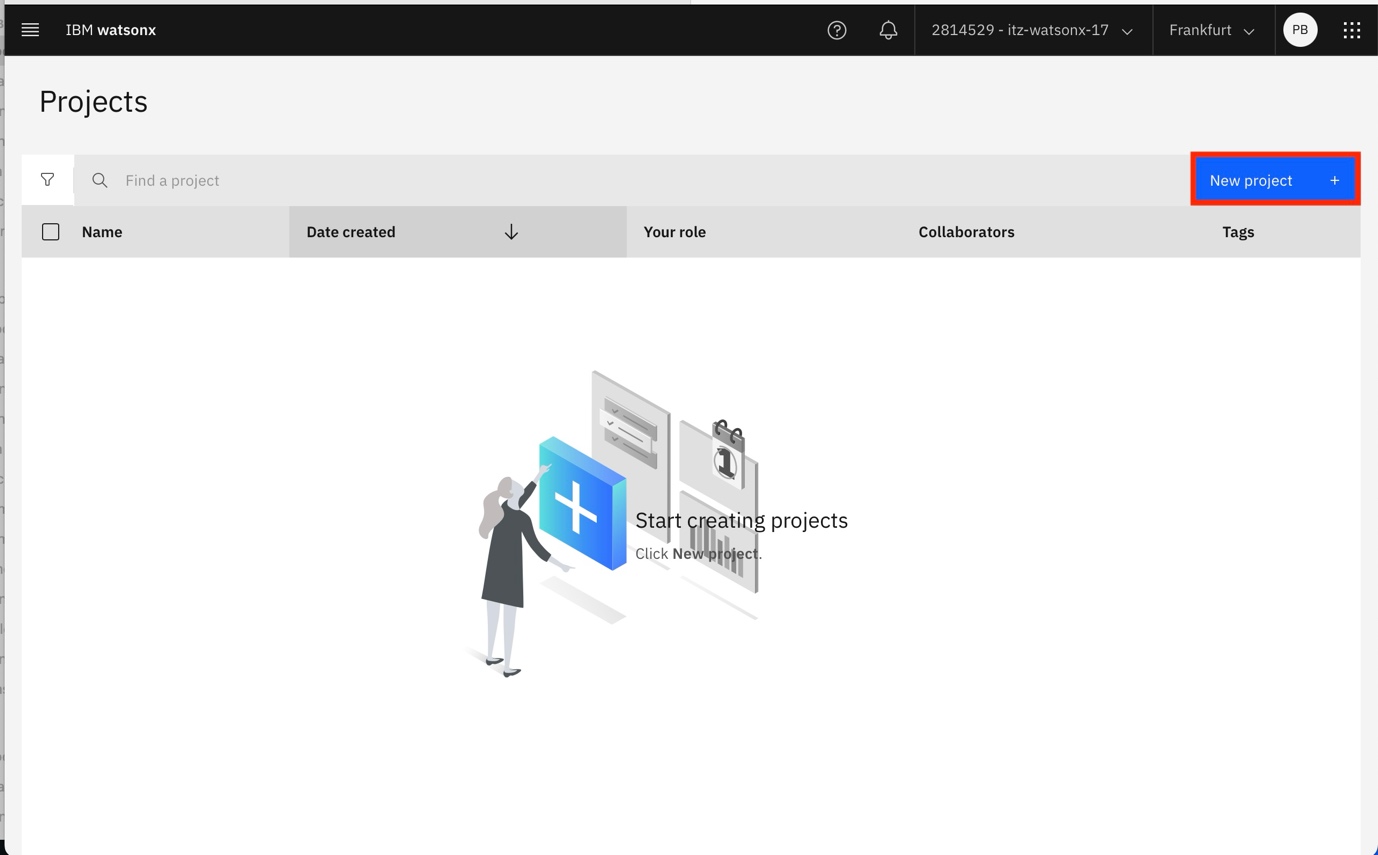 IBM watsonx
2814529 - itz-watsonx-17
Frankfurt
PB
Projects
Find a project
New project +
Name
Date created
Your role
Collaborators
Tags
1
Start creating projects
Click New project.